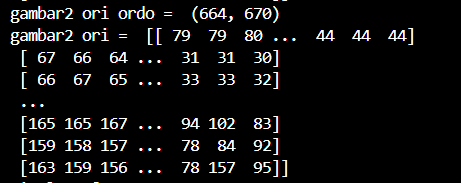 gambar2 ori ordo =  (664, 670)
gambar2 ori =  [[ 79  79  80 ...  44  44  44]
 [ 67  66  64 ...  31  31  30]
 [ 66  67  65 ...  33  33  32]
 ...
 [165 165 167 ...  94 102  83]
 [159 158 157 ...  78  84  92]
 [163 159 156 ...  78 157  95]]